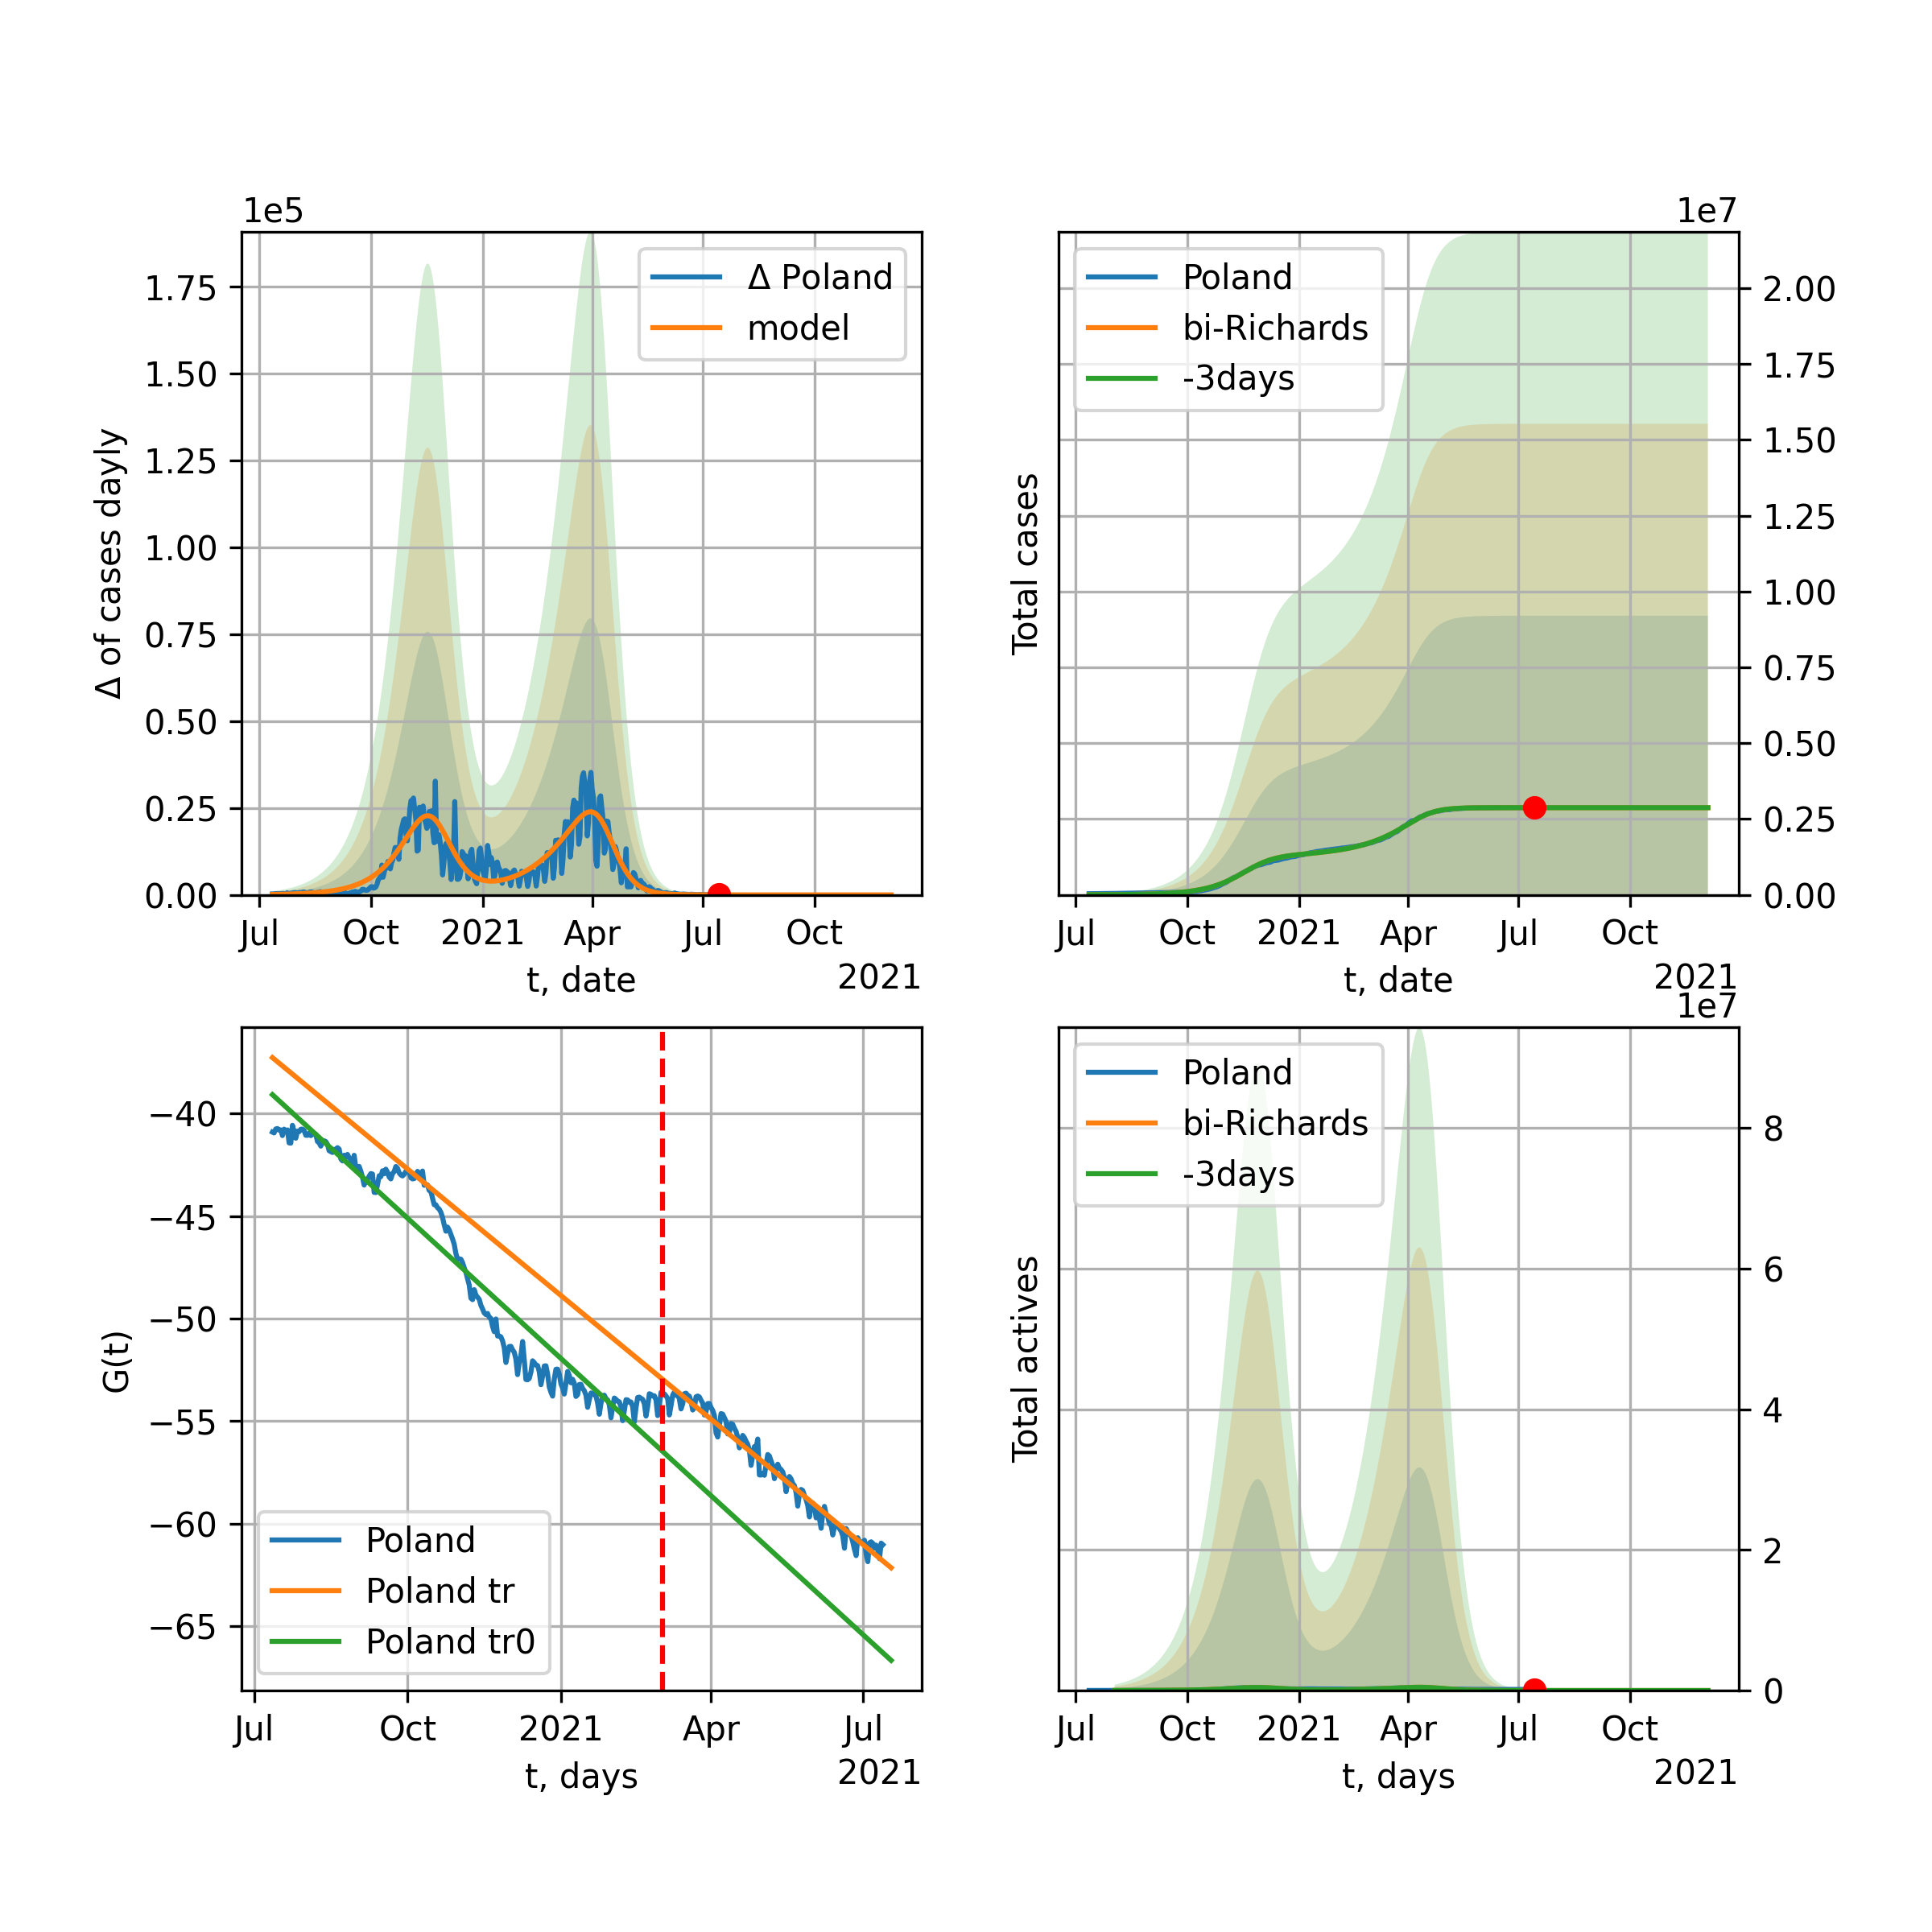 1e5
Δ of cases dayly
1.75
1.50
1.25
1.00
0.75
0.50
0.25
0.00
Δ Poland
model
Jul Oct 2021 Apr Jul Oct
t, date
2021
1e7
Total cases
Poland
bi-Richards
-3days
2.00
1.75
1.50
1.25
1.00
0.75
0.50
0.25
0.00
Jul Oct 2021 Apr Jul Oct
t, date
2021
G(t)
−40
−45
−50
−55
−60
−65
Poland
Poland tr
Poland tr0
Jul Oct 2021 Apr Jul
t, days
2021
1e7
Total actives
Poland
bi-Richards
-3days
8
6
4
2
0
Jul Oct 2021 Apr Jul Oct
t, days
2021